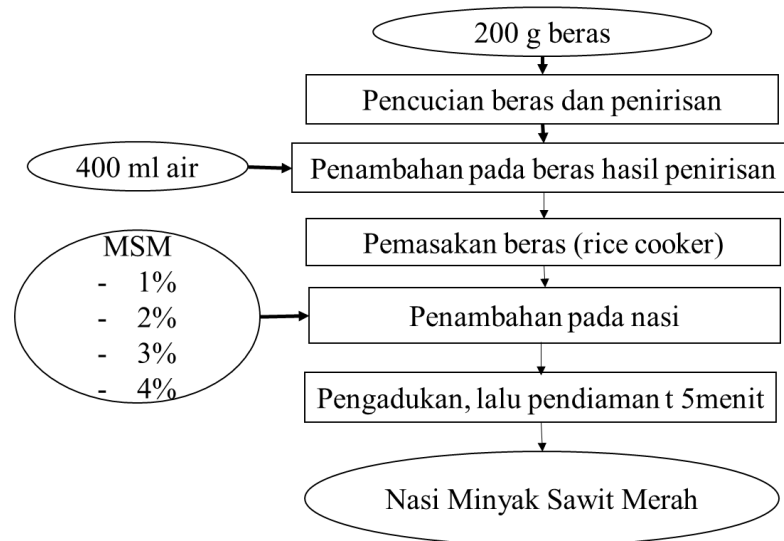 200 g beras
Pencucian beras dan penirisan
400 ml air
Penambahan pada beras hasil penirisan
Pemasakan beras (rice cooker)
MSM
- 1%
- 2%
- 3%
- 4%
Penambahan pada nasi
Pengadukan, lalu pendiaman t 5menit
Nasi Minyak Sawit Merah